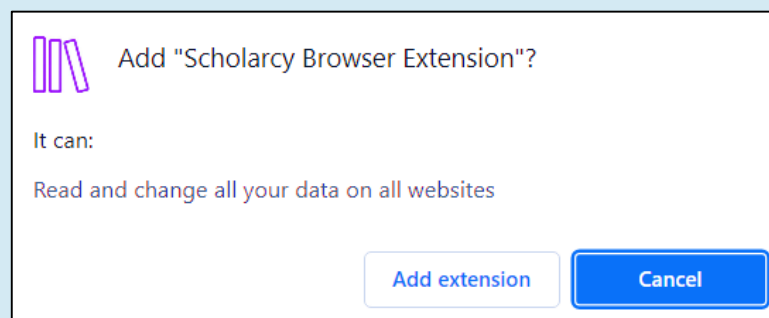 Add "Scholarcy Browser Extension"?
It can:
Read and change all your data on all websites
Add extension
Cancel